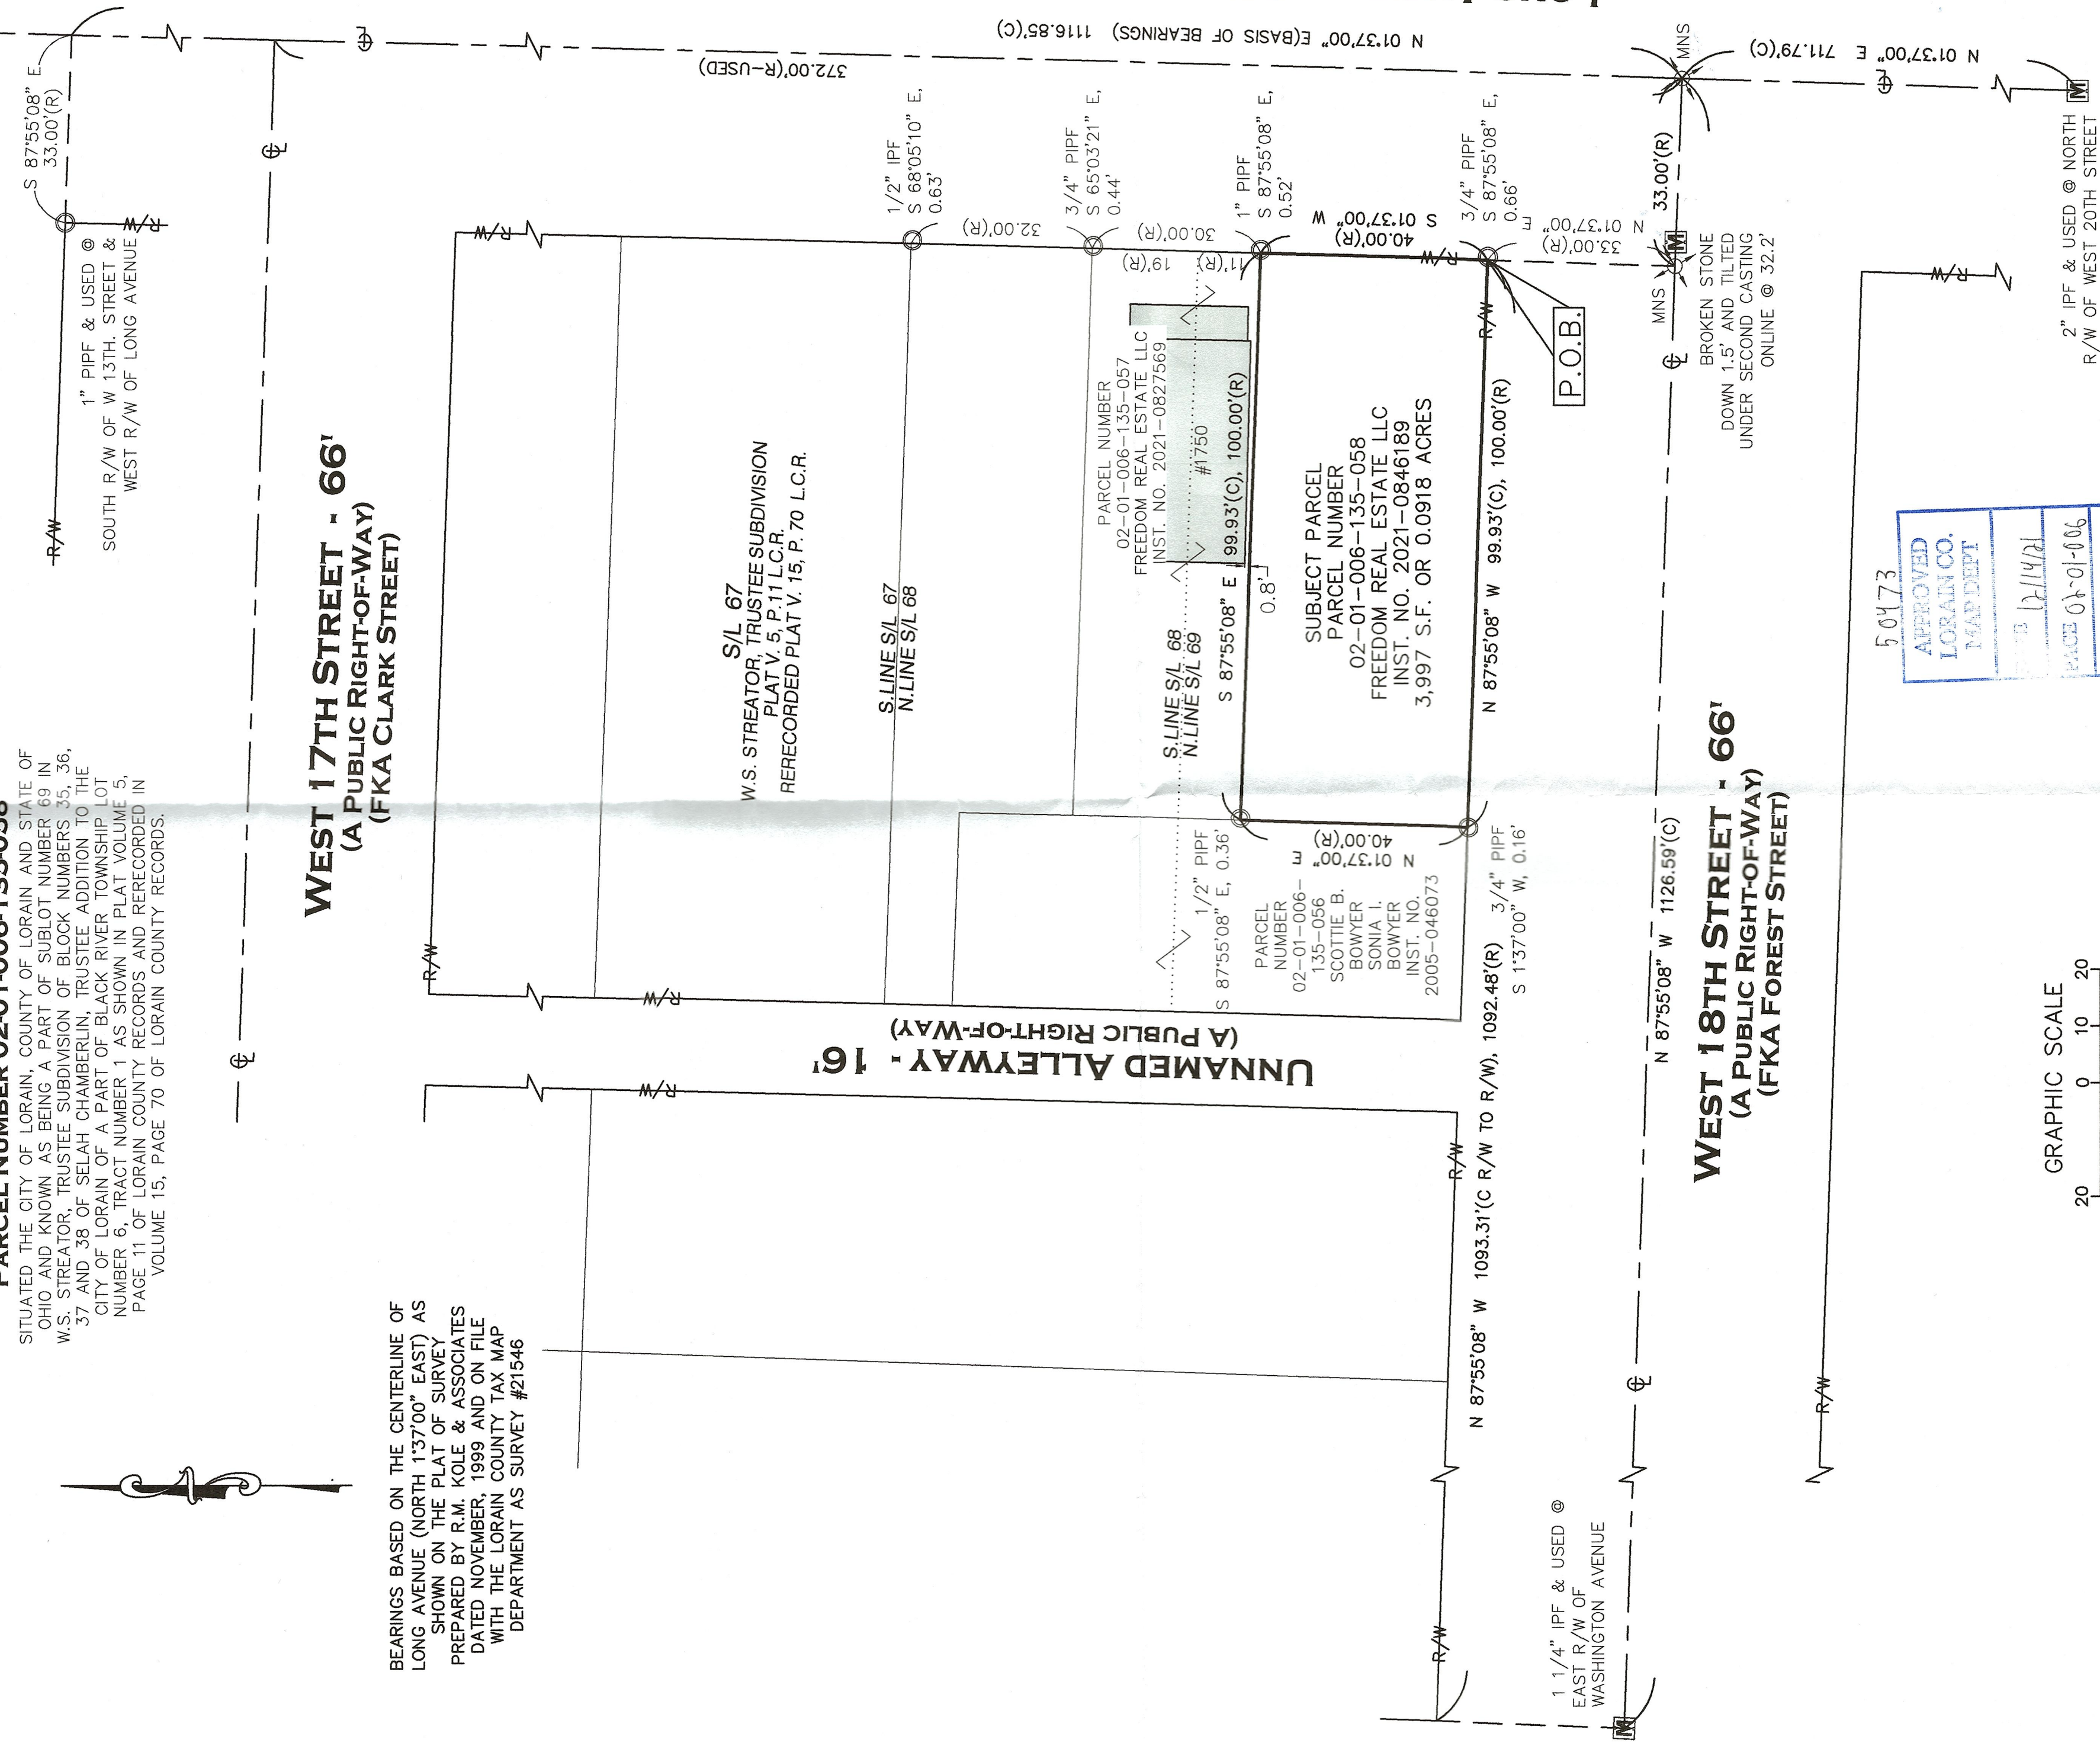 PARCEL NUMBER 02-01-006-135-058
SITUATED THE CITY OF LORAIN, COUNTY OF LORAIN AND STATE OF
OHIO AND KNOWN AS BEING A PART OF SUBLOT NUMBER 69 IN
W.S. STREATOR, TRUSTEE SUBDIVISION OF BLOCK NUMBERS 35, 36,
37 AND 38 OF SELAH CHAMBERLIN, TRUSTEE ADDITION TO THE
CITY OF LORAIN OF A PART OF BLACK RIVER TOWNSHIP LOT
NUMBER 6, TRACT NUMBER 1 AS SHOWN IN PLAT VOLUME 5,
PAGE 11 OF LORAIN COUNTY RECORDS AND RERECORDED IN
VOLUME 15, PAGE 70 OF LORAIN COUNTY RECORDS.
S 87°55'08" E
33.00'(R)
R/W
R/W
1" PIPF & USED @
SOUTH R/W OF W 13TH. STREET &
WEST R/W OF LONG AVENUE
WEST 17TH STREET - 66'
(A PUBLIC RIGHT-OF-WAY)
(FKA CLARK STREET)
BEARINGS BASED ON THE CENTERLINE OF
LONG AVENUE (NORTH 1°37'00" EAST) AS
SHOWN ON THE PLAT OF SURVEY
PREPARED BY R.M. KOLE & ASSOCIATES
DATED NOVEMBER, 1999 AND ON FILE
WITH THE LORAIN COUNTY TAX MAP
DEPARTMENT AS SURVEY #21546
R/W
R/W
R/W
R/W
372.00'(R-USED)
N 01°37'00" E(BASIS OF BEARINGS) 1116.85'(C)
S/L 67
W.S. STREATOR, TRUSTEE SUBDIVISION
PLAT V. 5, P.11 L.C.R.
RERECORDED PLAT V. 15, P. 70 L.C.R.
S.LINE S/L 67
N.LINE S/L 68
1/2" IPF
S 68°05'10" E,
0.63'
32.00'(R)
3/4" PIPF
S 65°03'21" E,
0.44'
30.00'(R)
19'(R)
11'(R)
1" PIPF
S 87°55'08" E,
0.52'
PARCEL NUMBER
02-01-006-135-057
FREEDOM REAL ESTATE LLC
INST. NO. 2021-0827569
#1750
S.LINE S/L 68
N.LINE S/L 69
S 87°55'08" E 99.93'(C), 100.00'(R)
0.8'
S 01°37'00" W
40.00'(R)
R/W
SUBJECT PARCEL
PARCEL NUMBER
02-01-006-135-058
FREEDOM REAL ESTATE LLC
INST. NO. 2021-0846189
3,997 S.F. OR 0.0918 ACRES
1/2" PIPF
S 87°55'08" E, 0.36'
N 01°37'00" E
40.00'(R)
PARCEL
NUMBER
02-01-006-
135-056
SCOTTIE B.
BOWYER
SONIA I.
BOWYER
INST. NO.
2005-046073
UNNAMED ALLEYWAY - 16'
(A PUBLIC RIGHT-OF-WAY)
3/4" PIPF
S 87°55'08" E,
0.66'
R/W
N 87°55'08" W 99.93'(C), 100.00'(R)
P.O.B.
N 01°37'00" E
33.00'(R)
3/4" PIPF
S 1°37'00" W, 0.16'
R/W
N 87°55'08" W 1093.31'(C R/W TO R/W), 1092.48'(R)
R/W
33.00'(R)
MNS
MNS
M
N 01°37'00" E 711.79'(C)
BROKEN STONE
DOWN 1.5' AND TILTED
UNDER SECOND CASTING
ONLINE @ 32.2'
N 87°55'08" W 1126.59'(C)
WEST 18TH STREET - 66'
(A PUBLIC RIGHT-OF-WAY)
(FKA FOREST STREET)
1 1/4" IPF & USED @
EAST R/W OF
WASHINGTON AVENUE
M
R/W
R/W
M
2" IPF & USED @ NORTH
R/W OF WEST 20TH STREET
50473
APPROVED
LORAIN CO.
MAP DEPT
12/14/21
PAGE 02-01-006
GRAPHIC SCALE
20 0 10 20